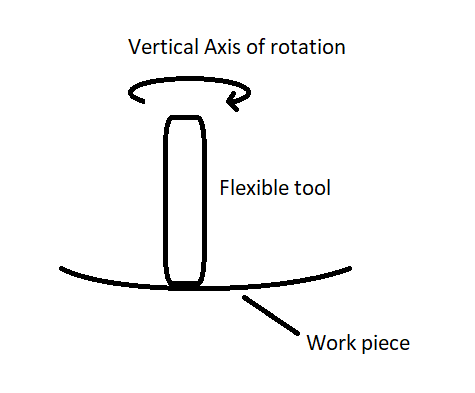 Vertical Axis of rotation
Flexible tool
Work piece